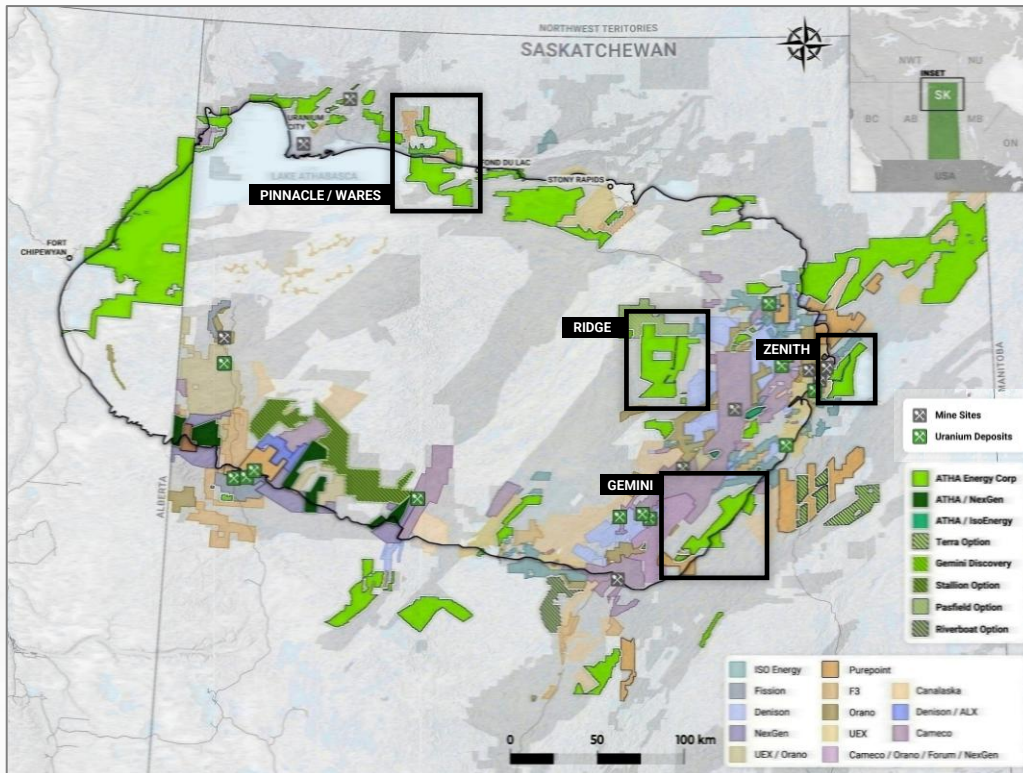 NORTHWEST TERRITORIES
SASKATCHEWAN
NWT
NU
INSET
SK
BC
AB
MB
ON
USA
URANIUM
CITY
LAKE ATHABASCA
FOND DU LAC
STONY RAPIDS
PINNACLE / WARES
FORT
CHIPEWYAN
RIDGE
ZENITH
MANITOBA
GEMINI
ALBERTA
Mine Sites
Uranium Deposits
ATHA Energy Corp
ATHA / NexGen
ATHA / IsoEnergy
Terra Option
Gemini Discovery
Stallion Option
Pasfield Option
Riverboat Option
ISO Energy
Purepoint
Fission
F3
Canalaska
Denison
Orano
Denison / ALX
NexGen
UEX
Cameco
UEX / Orano
Cameco / Orano / Forum / NexGen
0 50 100 km